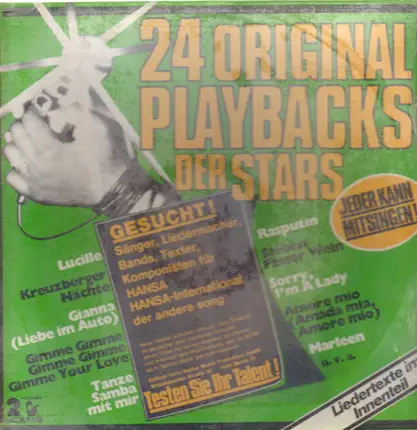 24 ORIGINAL
PLAYBACKS
DER STARS
JEDER KANN
MITSINGEN!
GESUCHT!
Sänger, Liedermacher,
Bands, Texter,
Komponisten für
HANSA
HANSA-International
der andere song
Testen Sie Ihr Talent!
Lucille
Kreuzberger
Nächte
Gianna
(Liebe im Auto)
Gimme Gimme
Gimme Gimme
Gimme Your Love
Tanze
Samba
mit mir
Rasputin
Sieben
Fässer Wein
Sorry,
I'm A Lady
Amore mio
(Amada mia,
Amore mio)
Marleen
u. v. a.
Liedertexte im
Innenteil